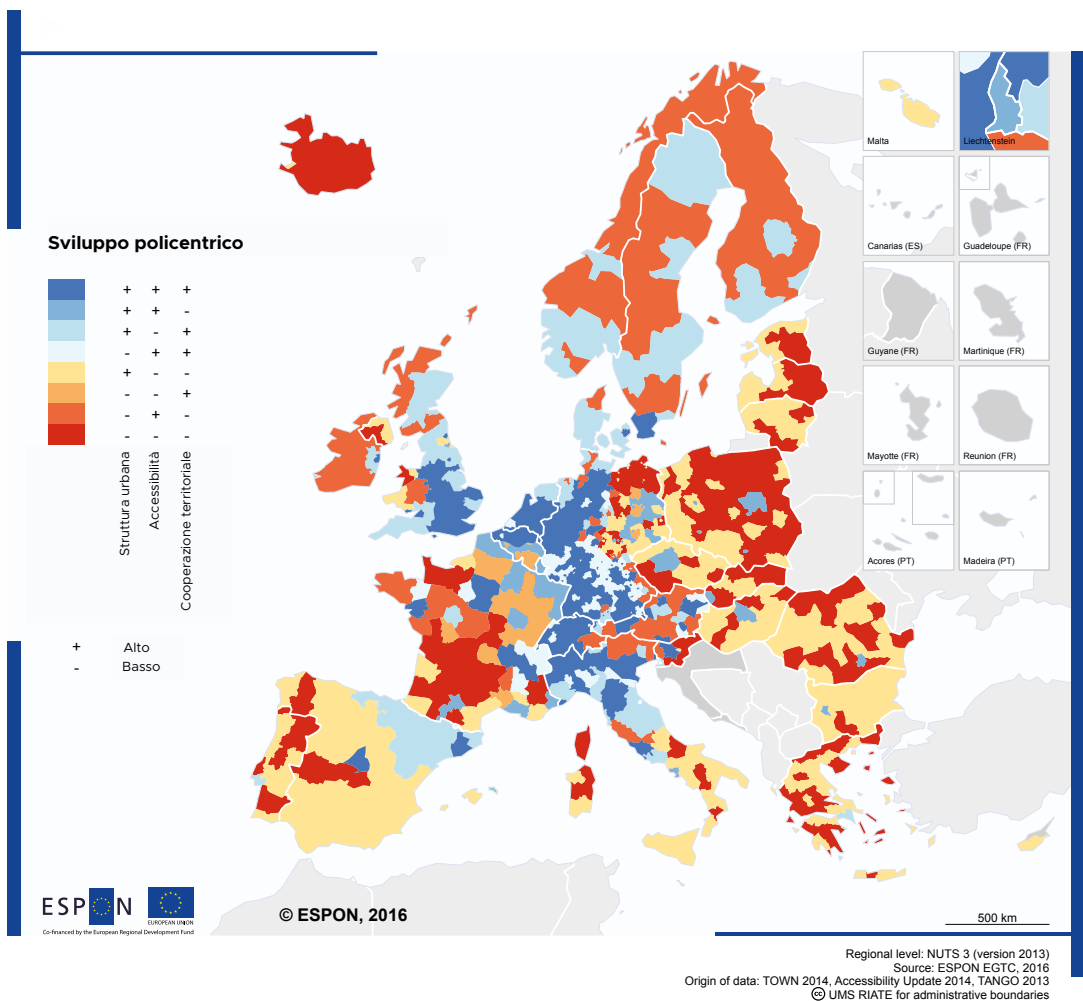 Malta
Liechtenstein
Canarias (ES)
Guadeloupe (FR)
Guyane (FR)
Martinique (FR)
Mayotte (FR)
Reunion (FR)
Acores (PT)
Madeira (PT)
Sviluppo policentrico
+ + +
+ + -
+ - +
- + +
+ - -
- - +
- + -
- - -
Struttura urbana
Accessibilità
Cooperazione territoriale
+ Alto
- Basso
ESPON
EUROPEAN UNION
Co-financed by the European Regional Development Fund
© ESPON, 2016
500 km
Regional level: NUTS 3 (version 2013)
Source: ESPON EGTC, 2016
Origin of data: TOWN 2014, Accessibility Update 2014, TANGO 2013
cc UMS RIATE for administrative boundaries